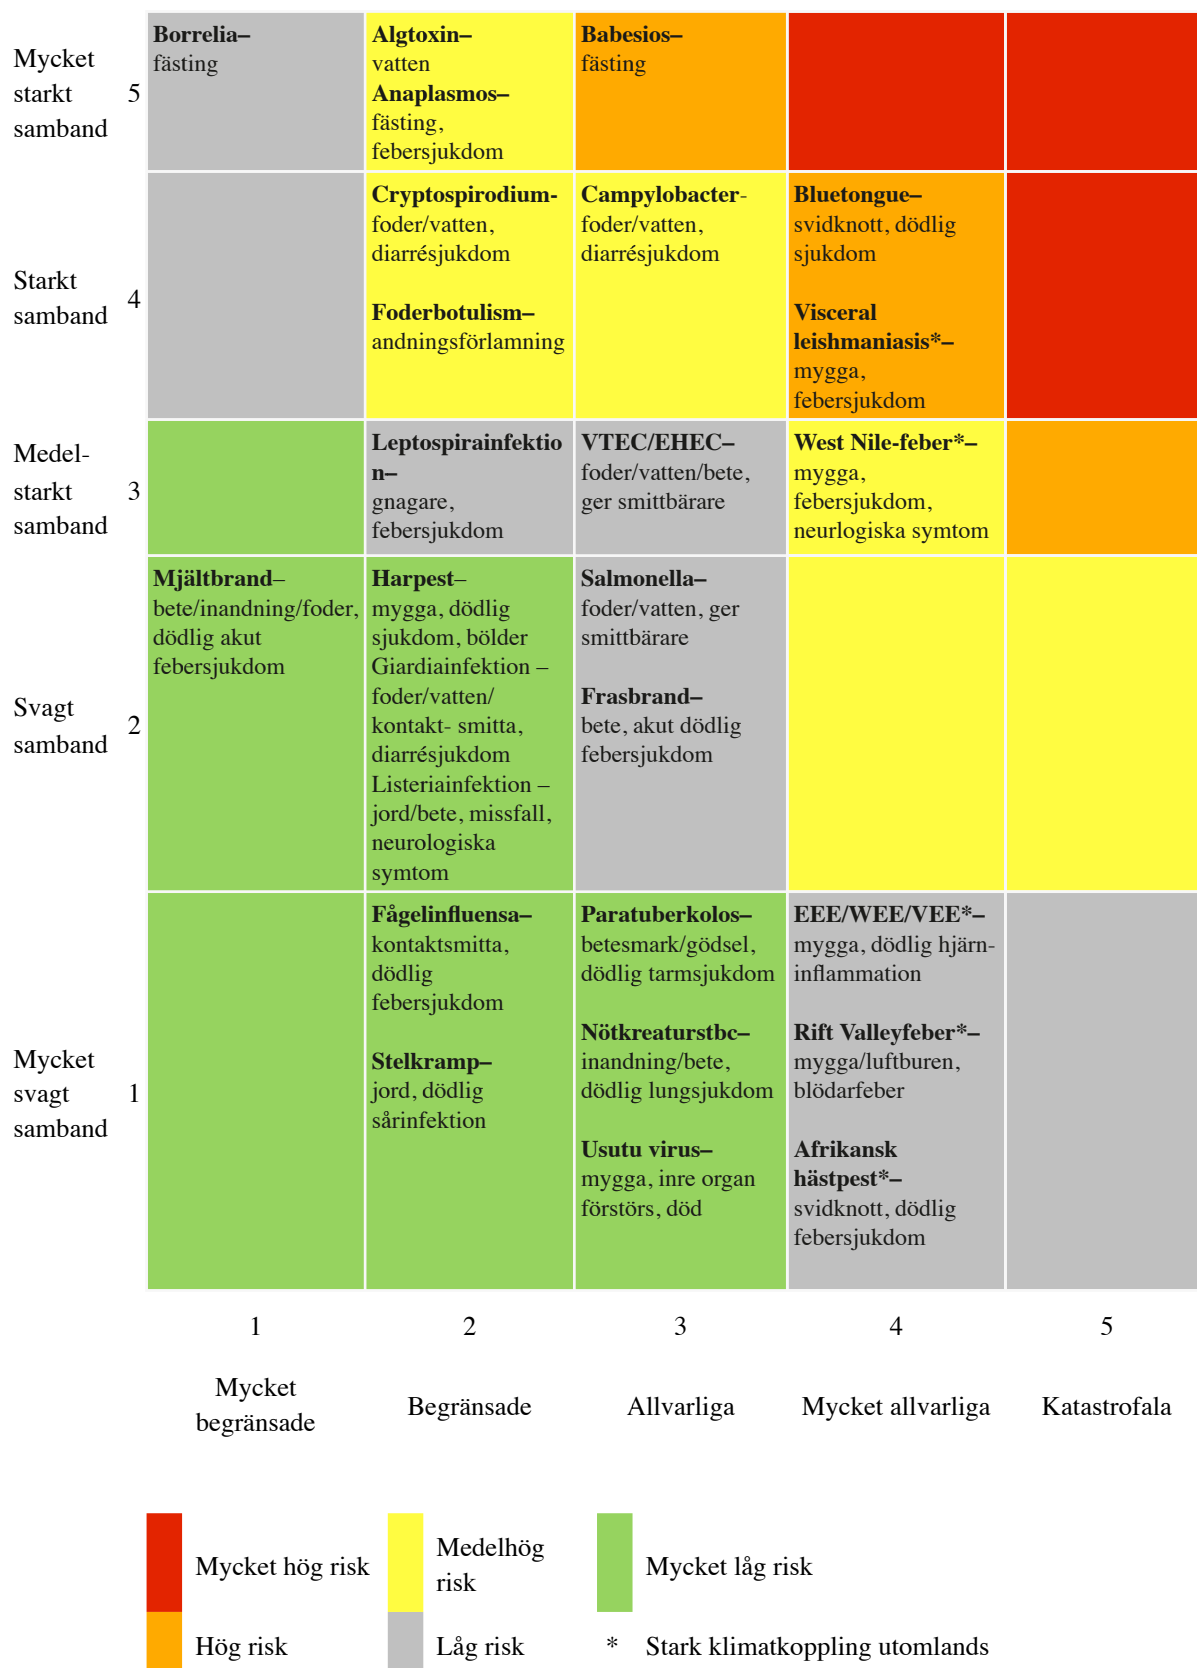 Mycket
starkt
samband
5
Borrelia–
fästing
Algtoxin–
vatten
Anaplasmos–
fästing,
febersjukdom
Babesios–
fästing
Starkt
samband
4
Cryptospirodium-
foder/vatten,
diarrésjukdom
Foderbotulism–
andningsförlamning
Campylobacter-
foder/vatten,
diarrésjukdom
Bluetongue–
svidknott, dödlig
sjukdom
Visceral
leishmaniasis*–
mygga,
febersjukdom
Medel-
starkt
samband
3
Leptospirainfektio
n–
gnagare,
febersjukdom
VTEC/EHEC–
foder/vatten/bete,
ger smittbärare
West Nile-feber*–
mygga,
febersjukdom,
neurlogiska symtom
Svagt
samband
2
Mjältbrand–
bete/inandning/foder,
dödlig akut
febersjukdom
Harpest–
mygga, dödlig
sjukdom, bölder
Giardiainfektion –
foder/vatten/
kontakt- smitta,
diarrésjukdom
Listeriainfektion –
jord/bete, missfall,
neurologiska
symtom
Salmonella–
foder/vatten, ger
smittbärare
Frasbrand–
bete, akut dödlig
febersjukdom
Mycket
svagt
samband
1
Fågelinfluensa–
kontaktsmitta,
dödlig
febersjukdom
Stelkramp–
jord, dödlig
sårinfektion
Paratuberkolos–
betesmark/gödsel,
dödlig tarmsjukdom
Nötkreaturstbc–
inandning/bete,
dödlig lungsjukdom
Usutu virus–
mygga, inre organ
förstörs, död
EEE/WEE/VEE*–
mygga, dödlig hjärn-
inflammation
Rift Valleyfeber*–
mygga/luftburen,
blödarfeber
Afrikansk
hästpest*–
svidknott, dödlig
febersjukdom
1
2
3
4
5
Mycket
begränsade
Begränsade
Allvarliga
Mycket allvarliga
Katastrofala
Mycket hög risk
Medelhög
risk
Mycket låg risk
Hög risk
Låg risk
* Stark klimatkoppling utomlands